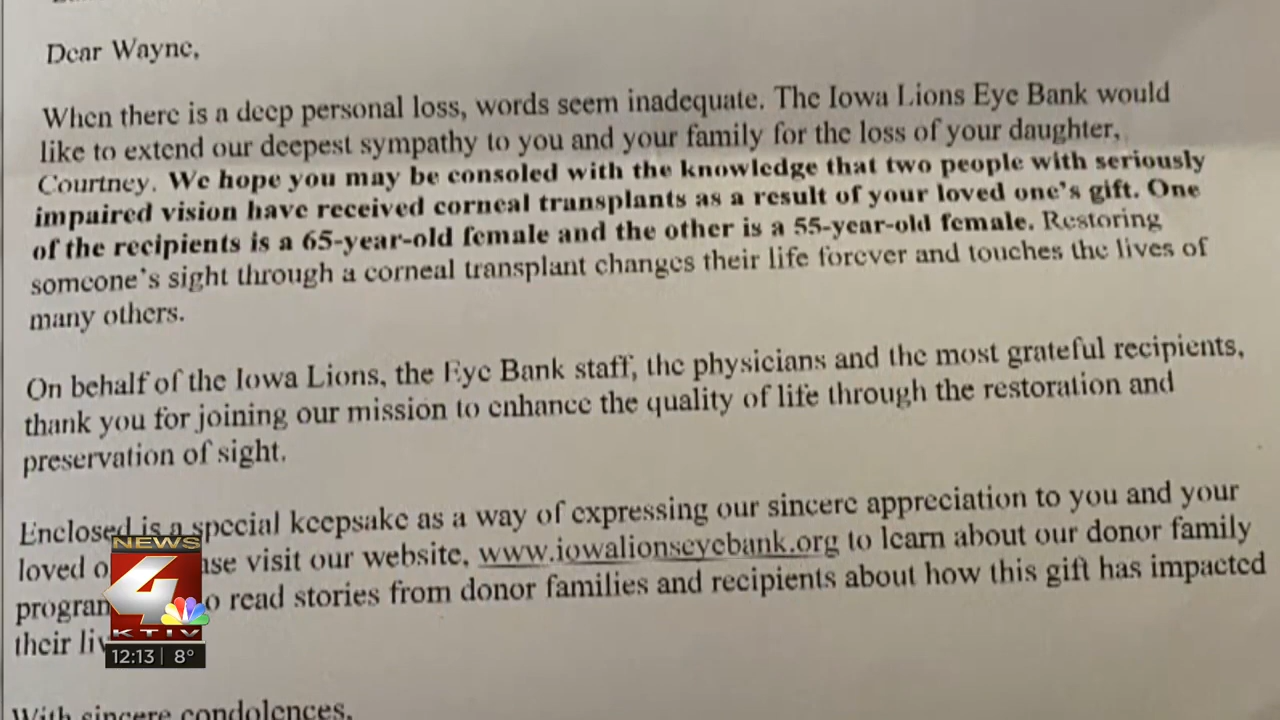 Dear Wayne,
When there is a deep personal loss, words seem inadequate. The Iowa Lions Eye Bank would
like to extend our deepest sympathy to you and your family for the loss of your daughter,
Courtney. We hope you may be consoled with the knowledge that two people with seriously
impaired vision have received corneal transplants as a result of your loved one's gift. One
of the recipients is a 65-year-old female and the other is a 55-year-old female. Restoring
someone's sight through a corneal transplant changes their life forever and touches the lives of
many others.
On behalf of the Iowa Lions, the Eye Bank staff, the physicians and the most grateful recipients,
thank you for joining our mission to enhance the quality of life through the restoration and
preservation of sight.
Enclosed is a special keepsake as a way of expressing our sincere appreciation to you and your
loved visit our website, www.iowalionseyebank.org to learn about our donor family
read stories from donor families and recipients about how this gift has impacted
their
With sincere condolences,
NEWS
4
KTIV
12:13 | 8°